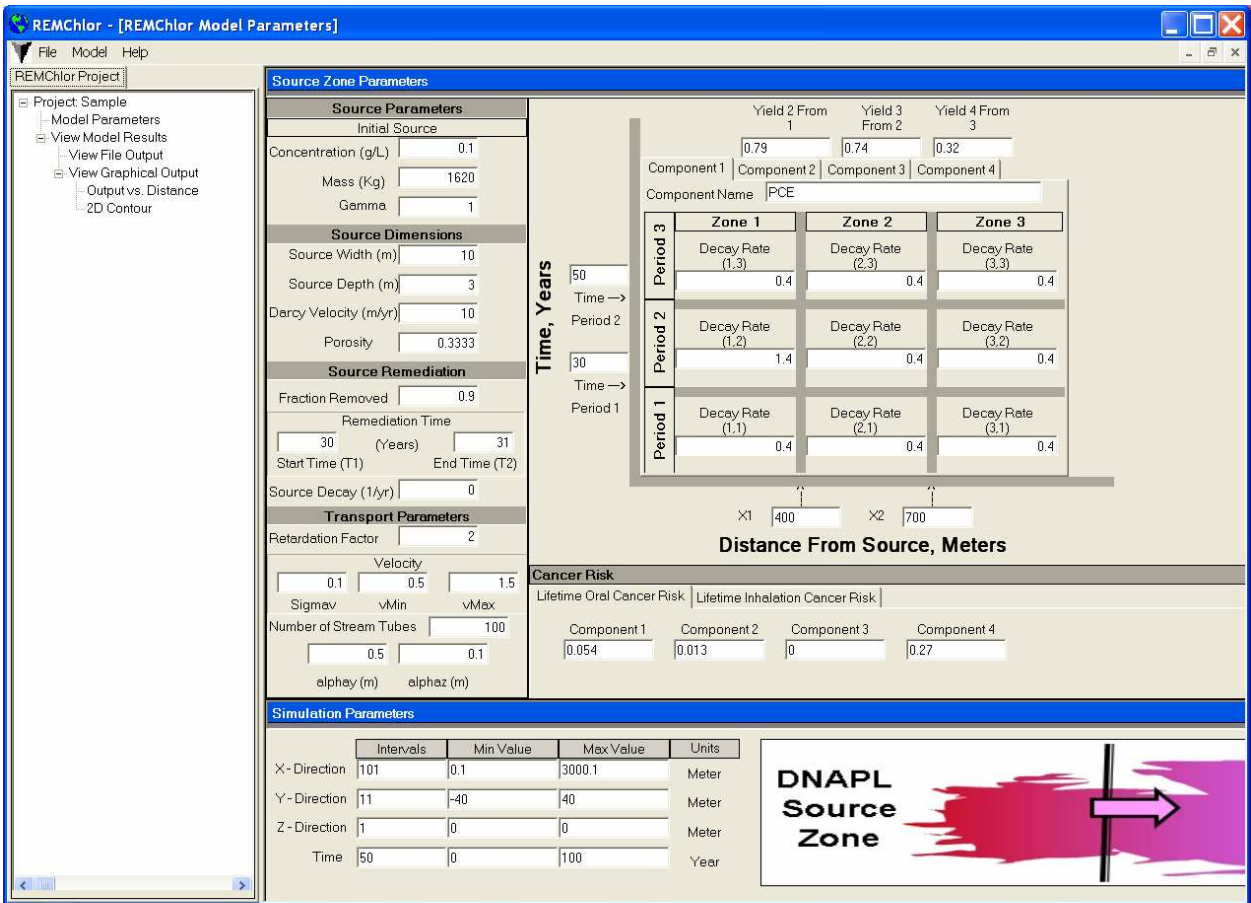 REMChlor - [REMChlor Model Parameters]
File Model Help
REMChlor Project
Project: Sample
Model Parameters
View Model Results
View File Output
View Graphical Output
Output vs. Distance
2D Contour
Source Zone Parameters
Source Parameters
Initial Source
Concentration (g/L) 0.1
Mass (Kg) 1620
Gamma 1
Source Dimensions
Source Width (m) 10
Source Depth (m) 3
Darcy Velocity (m/yr) 10
Porosity 0.3333
Source Remediation
Fraction Removed 0.9
Remediation Time
30 (Years) 31
Start Time (T1) End Time (T2)
Source Decay (1/yr) 0
Transport Parameters
Retardation Factor 2
Velocity
0.1 0.5 1.5
Sigmav vMin vMax
Number of Stream Tubes 100
0.5 0.1
alphay (m) alphaz (m)
Time, Years
50
Time -->
Period 2
30
Time -->
Period 1
Yield 2 From
1
Yield 3
From 2
Yield 4 From
3
0.79 0.74 0.32
Component 1 Component 2 Component 3 Component 4
Component Name PCE
Zone 1 Zone 2 Zone 3
Period 3
Decay Rate Decay Rate Decay Rate
(1,3) (2,3) (3,3)
0.4 0.4 0.4
Period 2
Decay Rate Decay Rate Decay Rate
(1,2) (2,2) (3,2)
1.4 0.4 0.4
Period 1
Decay Rate Decay Rate Decay Rate
(1,1) (2,1) (3,1)
0.4 0.4 0.4
X1 400 X2 700
Distance From Source, Meters
Cancer Risk
Lifetime Oral Cancer Risk Lifetime Inhalation Cancer Risk
Component 1 Component 2 Component 3 Component 4
0.054 0.013 0 0.27
Simulation Parameters
Intervals Min Value Max Value Units
X - Direction 101 0.1 3000.1 Meter
Y - Direction 11 -40 40 Meter
Z - Direction 1 0 0 Meter
Time 50 0 100 Year
DNAPL
Source
Zone